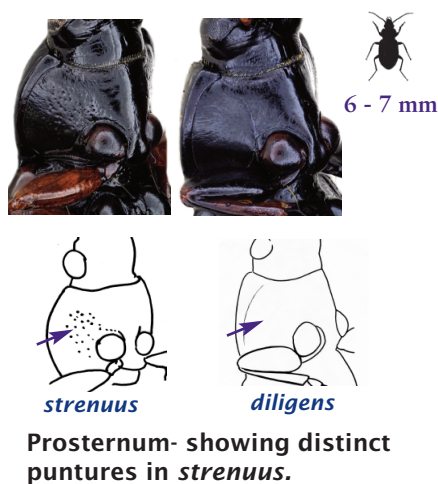 6 - 7 mm
strenuus
diligens
Prosternum- showing distinct
puntures in strenuus.